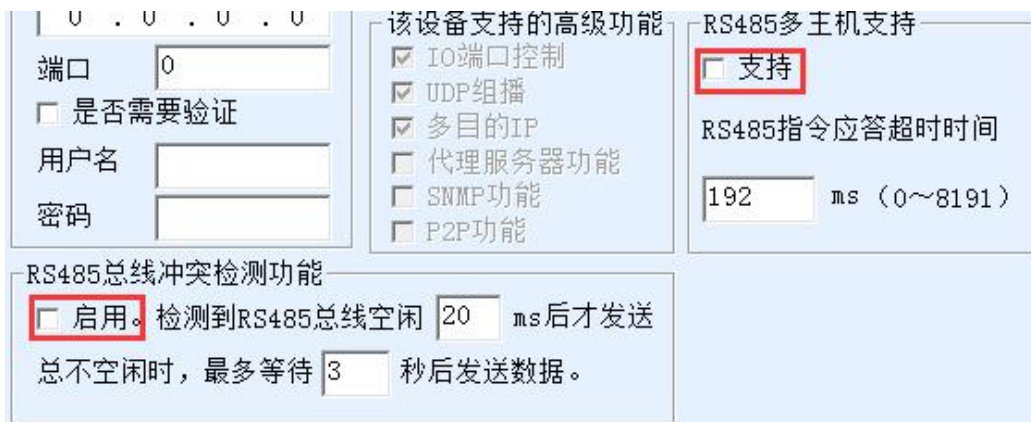 0 . 0 . 0 . 0
端口 0
是否需要验证
用户名
密码
该设备支持的高级功能
IO端口控制
UDP组播
多目的IP
代理服务器功能
SNMP功能
P2P功能
RS485多主机支持
支持
RS485指令应答超时时间
192 ms（0～8191）
RS485总线冲突检测功能
启用。检测到RS485总线空闲 20 ms后才发送
总不空闲时，最多等待 3 秒后发送数据。